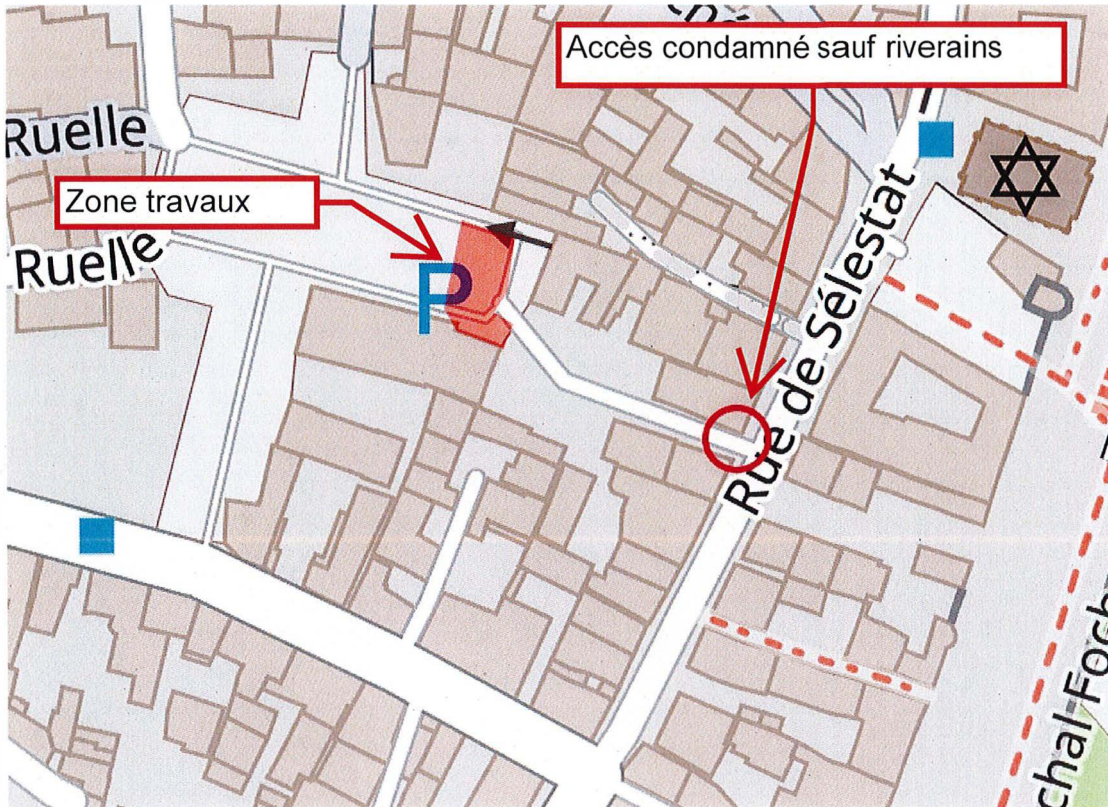 Accès condamné sauf riverains
Ruelle
Zone travaux
Ruelle
P
Rue de Sélestat
chal Foch